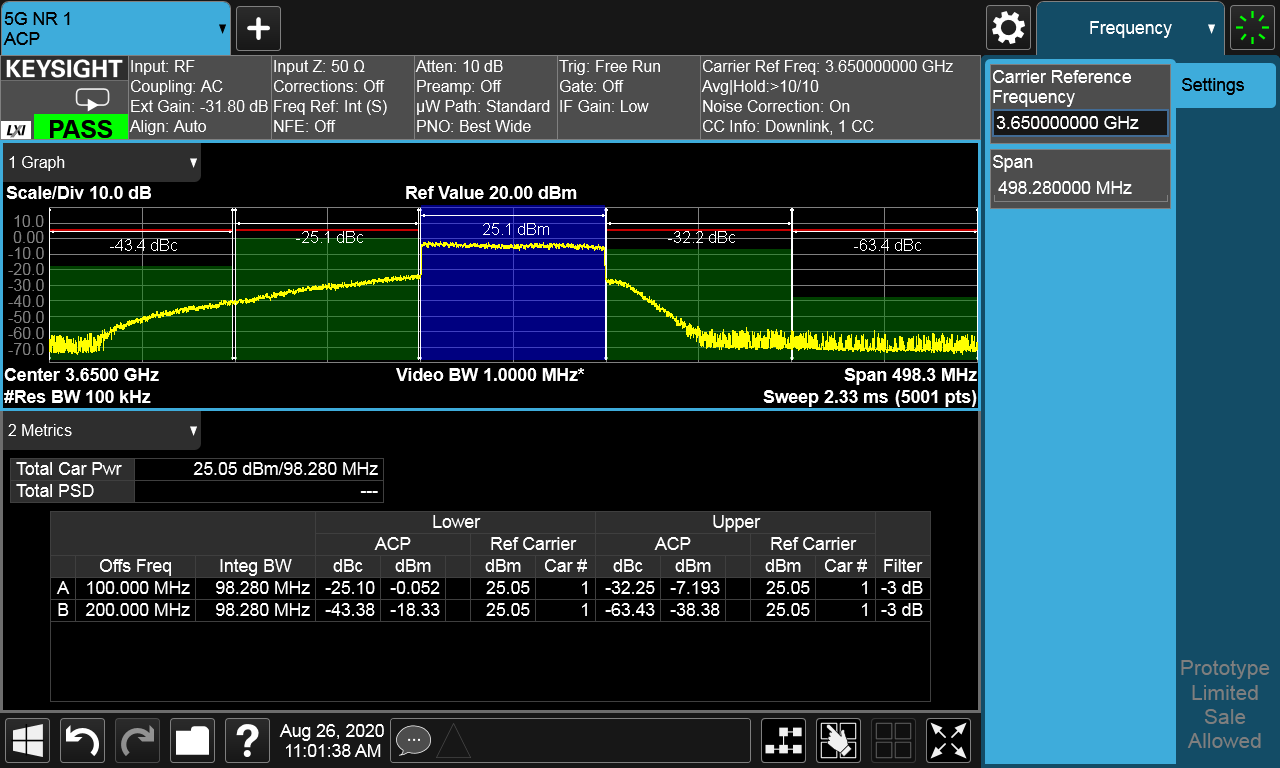 5G NR 1
ACP
Frequency
KEYSIGHT
LXI
PASS
Input: RF
Coupling: AC
Ext Gain: -31.80 dB
Align: Auto
Input Z: 50 Ω
Corrections: Off
Freq Ref: Int (S)
NFE: Off
Atten: 10 dB
Preamp: Off
µW Path: Standard
PNO: Best Wide
Trig: Free Run
Gate: Off
IF Gain: Low
Carrier Ref Freq: 3.650000000 GHz
Avg|Hold:>10/10
Noise Correction: On
CC Info: Downlink, 1 CC
Carrier Reference
Frequency
3.650000000 GHz
Span
498.280000 MHz
Settings
1 Graph
Scale/Div 10.0 dB
Ref Value 20.00 dBm
10.0
0.00
-10.0
-20.0
-30.0
-40.0
-50.0
-60.0
-70.0
-43.4 dBc
-25.1 dBc
25.1 dBm
-32.2 dBc
-63.4 dBc
Center 3.6500 GHz
Video BW 1.0000 MHz*
Span 498.3 MHz
#Res BW 100 kHz
Sweep 2.33 ms (5001 pts)
2 Metrics
Total Car Pwr 25.05 dBm/98.280 MHz
Total PSD ---
Lower Upper
ACP Ref Carrier ACP Ref Carrier
Offs Freq Integ BW dBc dBm dBm Car # dBc dBm dBm Car # Filter
A 100.000 MHz 98.280 MHz -25.10 -0.052 25.05 1 -32.25 -7.193 25.05 1 -3 dB
B 200.000 MHz 98.280 MHz -43.38 -18.33 25.05 1 -63.43 -38.38 25.05 1 -3 dB
Prototype
Limited
Sale
Allowed
?
Aug 26, 2020
11:01:38 AM